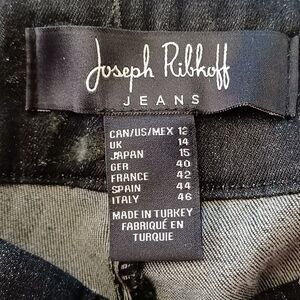 Joseph Ribkoff
JEANS
CAN/US/MEX 12
UK 14
JAPAN 15
GER 40
FRANCE 42
SPAIN 44
ITALY 46
MADE IN TURKEY
FABRIQUÉ EN
TURQUIE